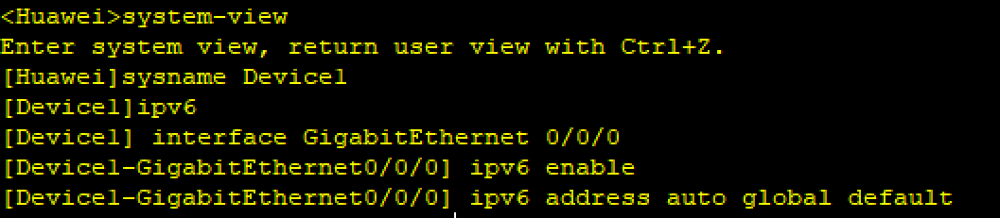 <Huawei>system-view
Enter system view, return user view with Ctrl+Z.
[Huawei]sysname Device1
[Device1]ipv6
[Device1] interface GigabitEthernet 0/0/0
[Device1-GigabitEthernet0/0/0] ipv6 enable
[Device1-GigabitEthernet0/0/0] ipv6 address auto global default